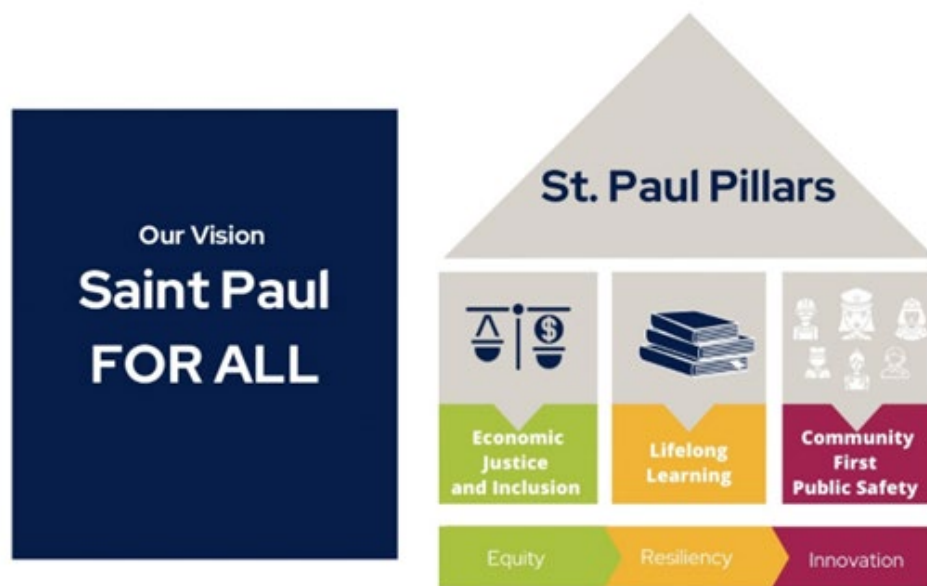 Our Vision
Saint Paul
FOR ALL
St. Paul Pillars
$
Economic
Justice
and Inclusion
Lifelong
Learning
Community
First
Public Safety
Equity
Resiliency
Innovation